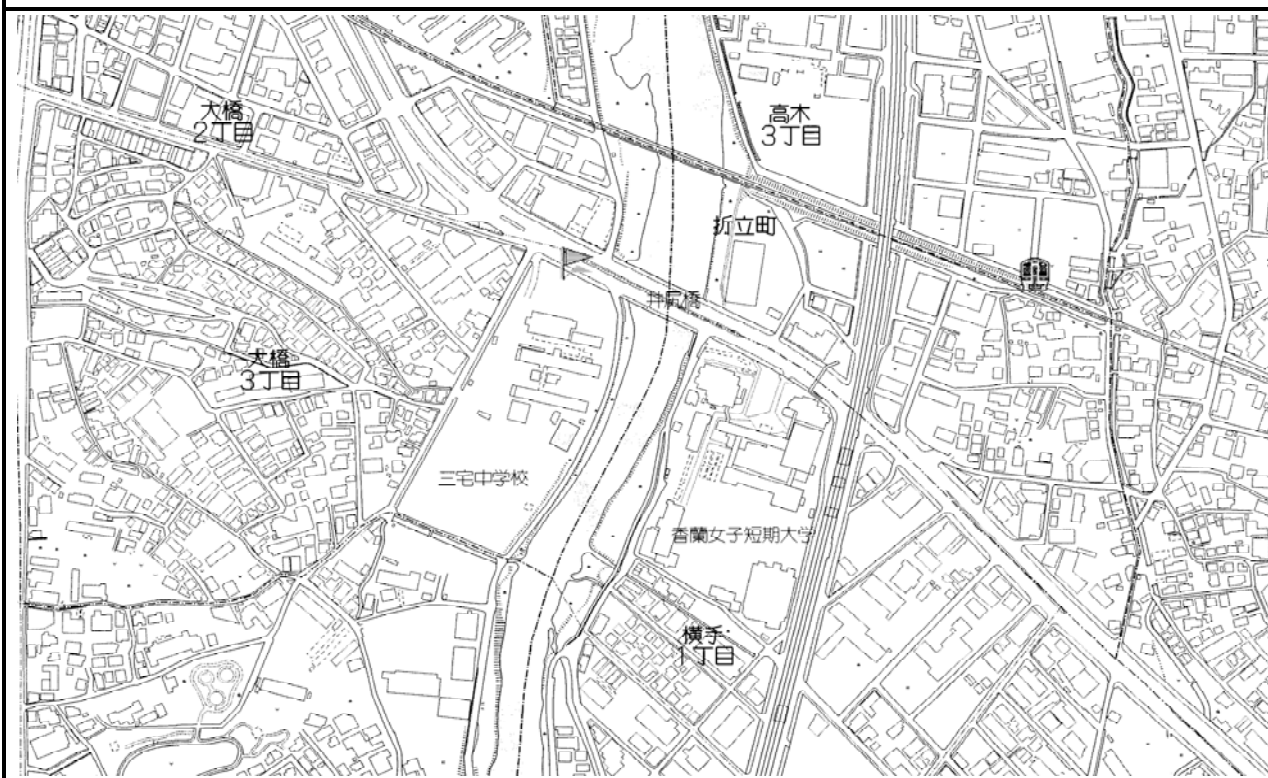 大橋
2丁目
高木
3丁目
折立町
井尻橋
大橋
3丁目
三宅中学校
香蘭女子短期大学
横手
1丁目